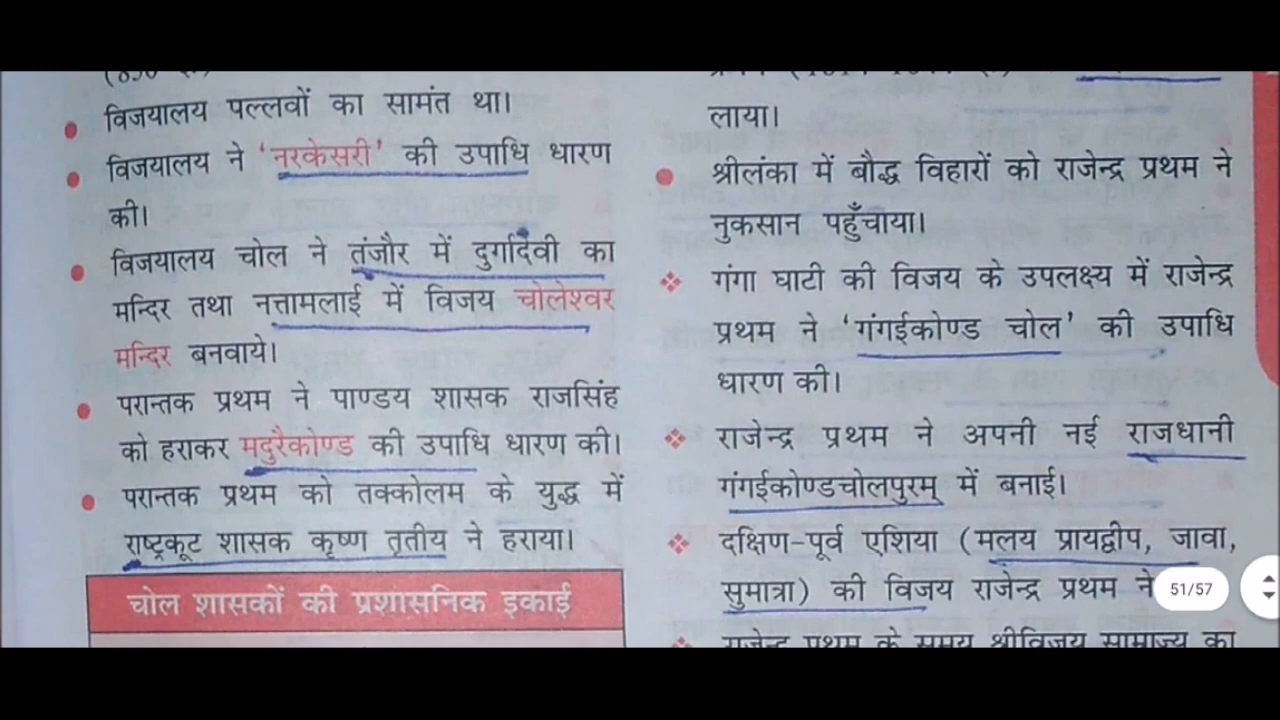 विजयालय पल्लवों का सामंत था।
विजयालय ने 'नरकेसरी' की उपाधि धारण
की।
विजयालय चोल ने तंजौर में दुर्गादेवी का
मन्दिर तथा नत्तामलाई में विजय चोलेश्वर
मन्दिर बनवाये।
परान्तक प्रथम ने पाण्डय शासक राजसिंह
को हराकर मदुरैकोण्ड की उपाधि धारण की।
परान्तक प्रथम को तक्कोलम के युद्ध में
राष्ट्रकूट शासक कृष्ण तृतीय ने हराया।
चोल शासकों की प्रशासनिक इकाई
लाया।
श्रीलंका में बौद्ध विहारों को राजेन्द्र प्रथम ने
नुकसान पहुँचाया।
गंगा घाटी की विजय के उपलक्ष्य में राजेन्द्र
प्रथम ने 'गंगईकोण्ड चोल' की उपाधि
धारण की।
राजेन्द्र प्रथम ने अपनी नई राजधानी
गंगईकोण्डचोलपुरम् में बनाई।
दक्षिण-पूर्व एशिया (मलय प्रायद्वीप, जावा,
सुमात्रा) की विजय राजेन्द्र प्रथम ने
राजेन्द्र प्रथम के समय श्रीविजय साम्राज्य का
51/57